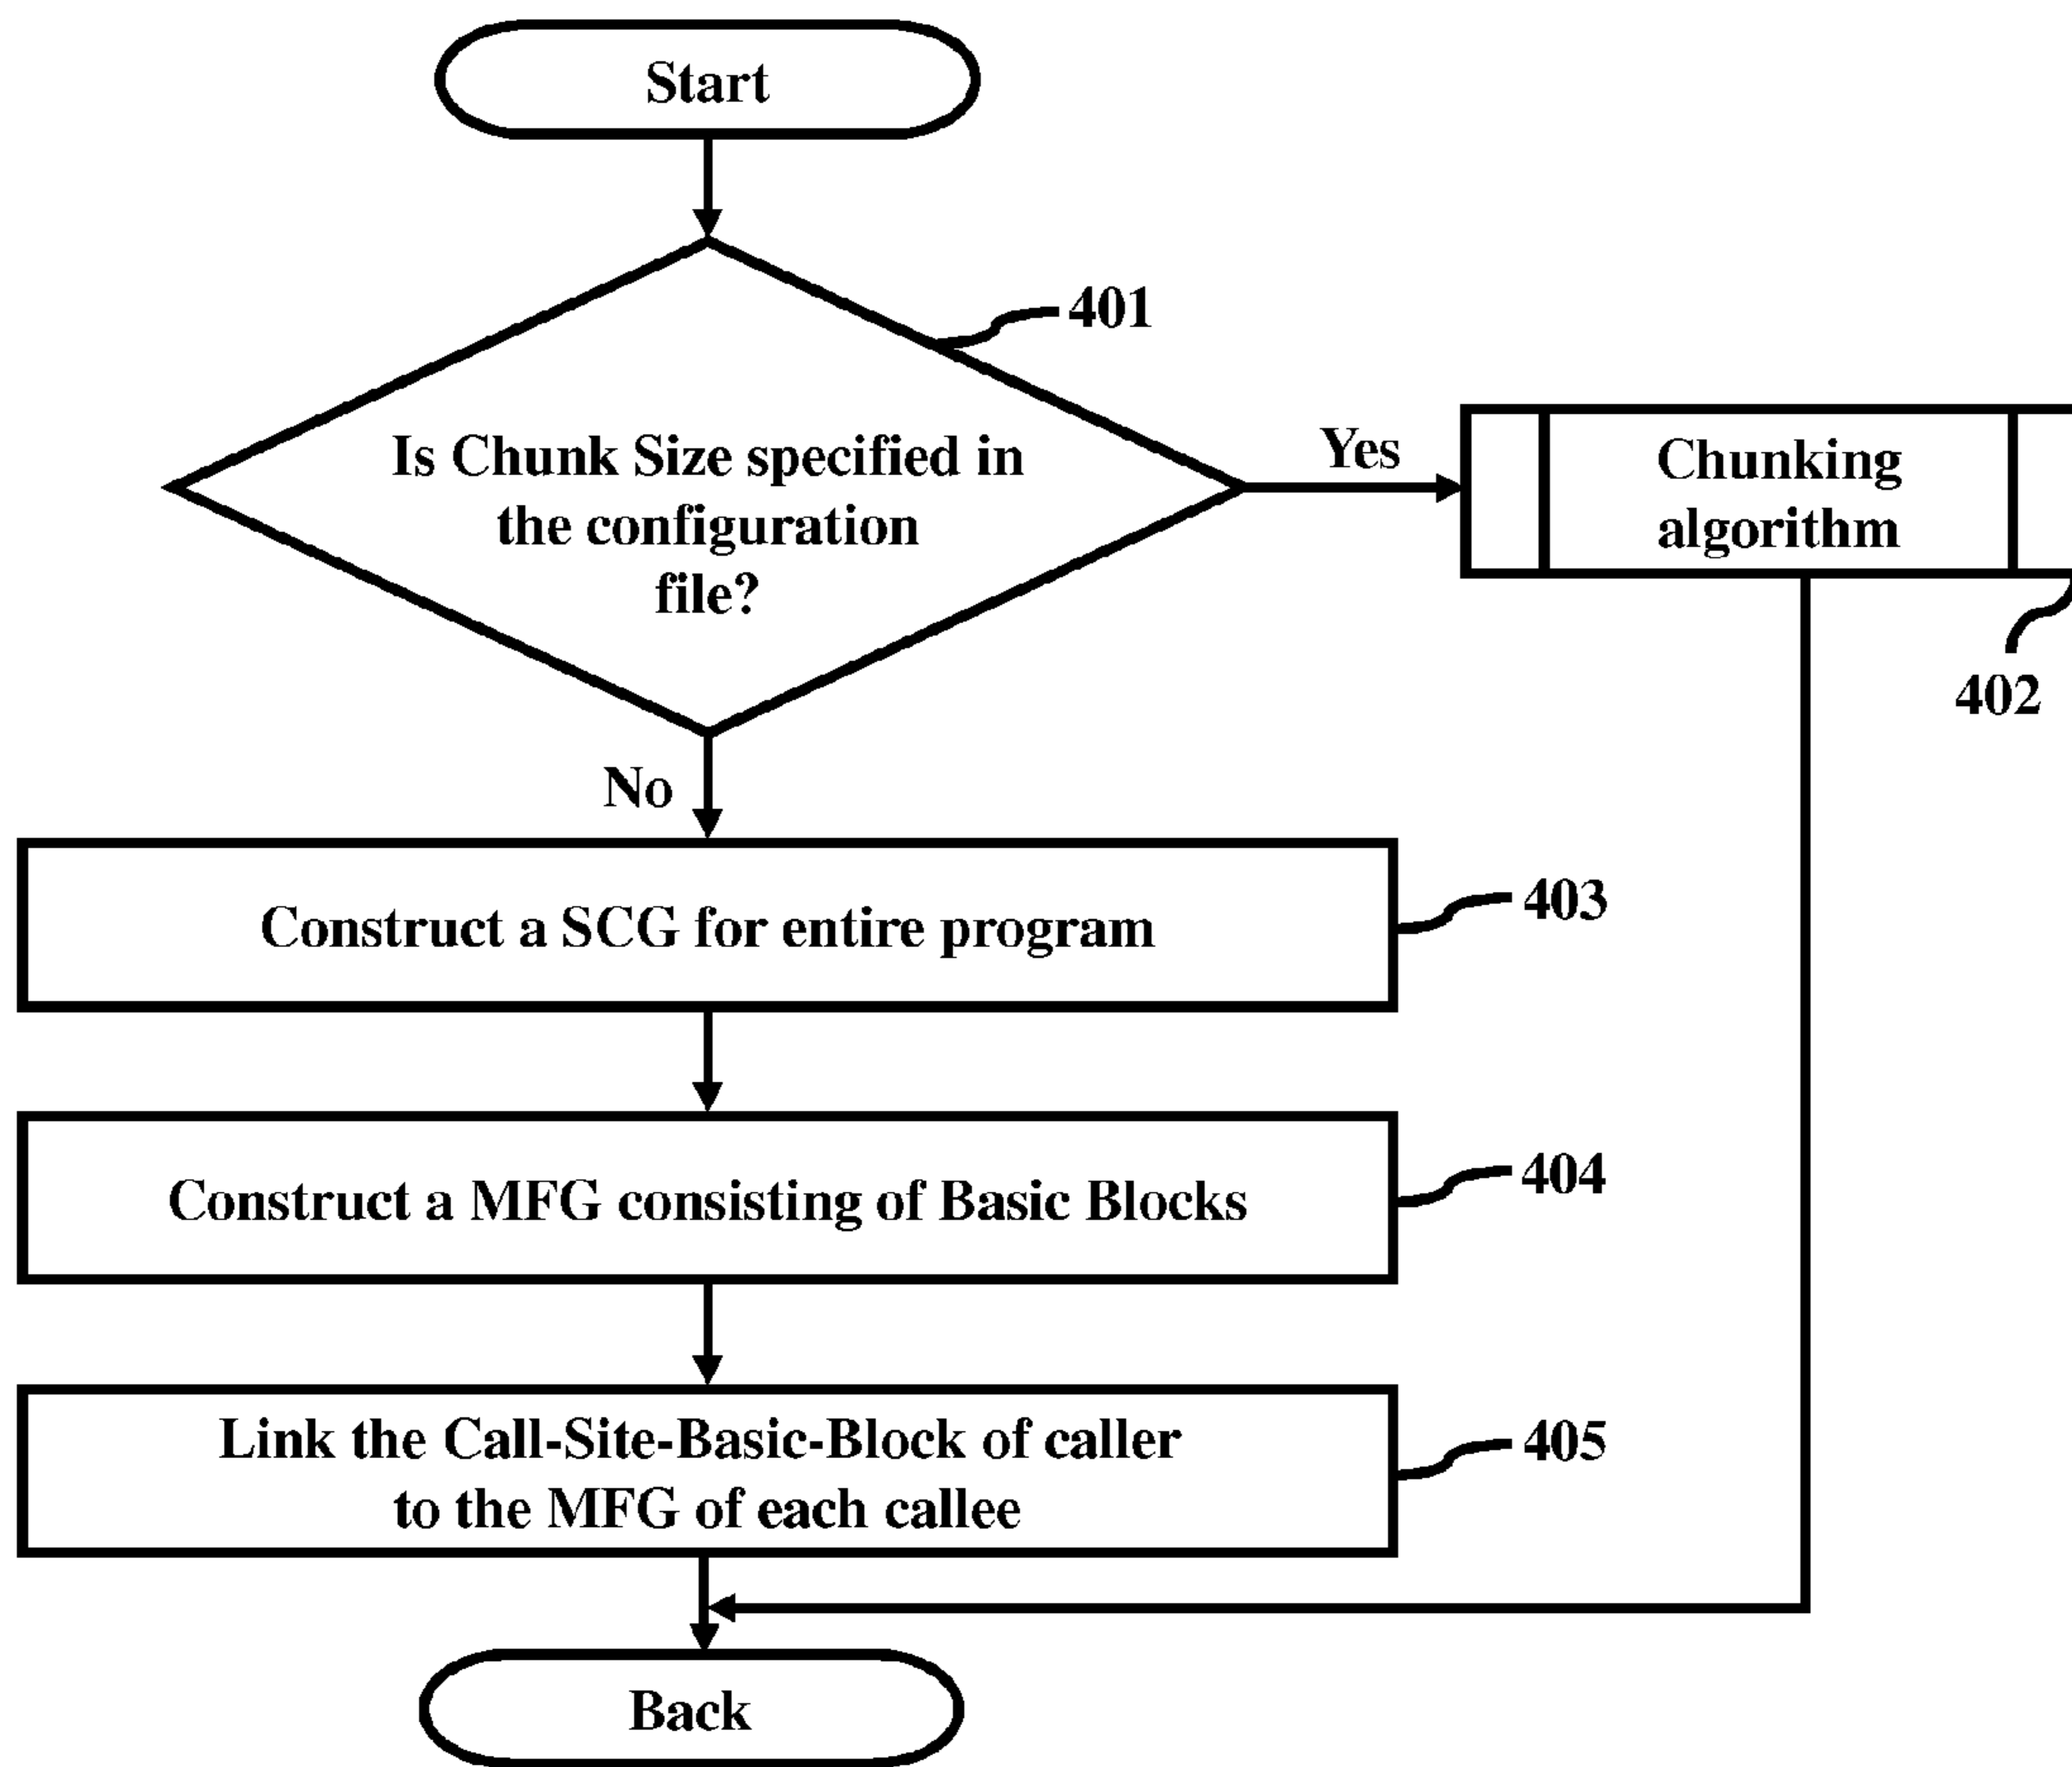 Start
401
Is Chunk Size specified in
the configuration
file?
Yes
Chunking
algorithm
402
No
Construct a SCG for entire program
403
Construct a MFG consisting of Basic Blocks
404
Link the Call-Site-Basic-Block of caller
to the MFG of each callee
405
Back